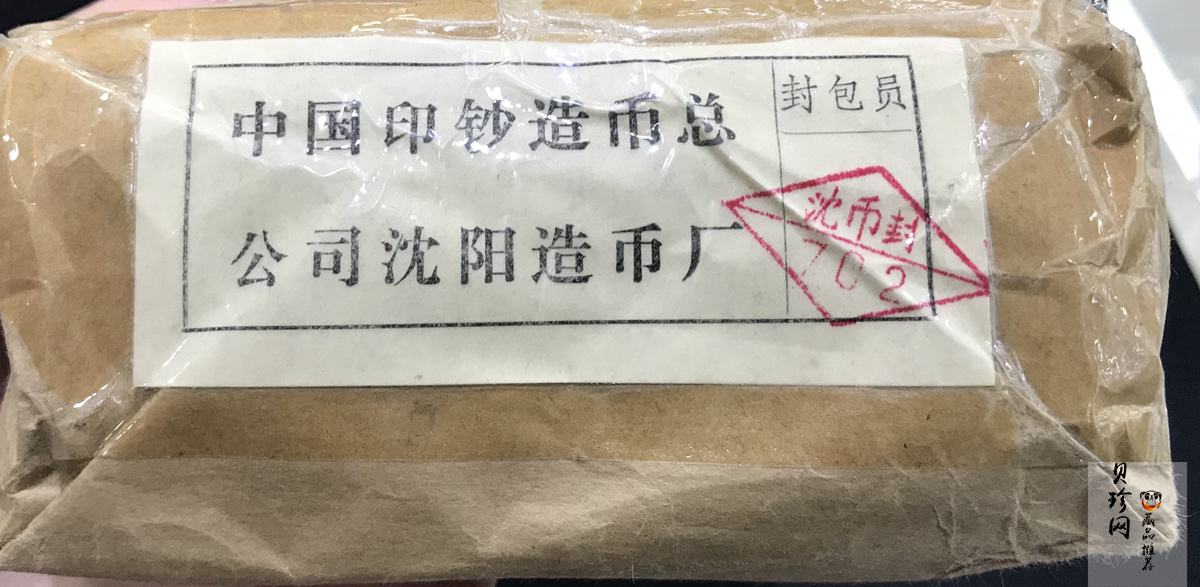 中国印钞造币总
公司沈阳造币厂
封包员
沈币封
702
贝珍网
藏品推荐